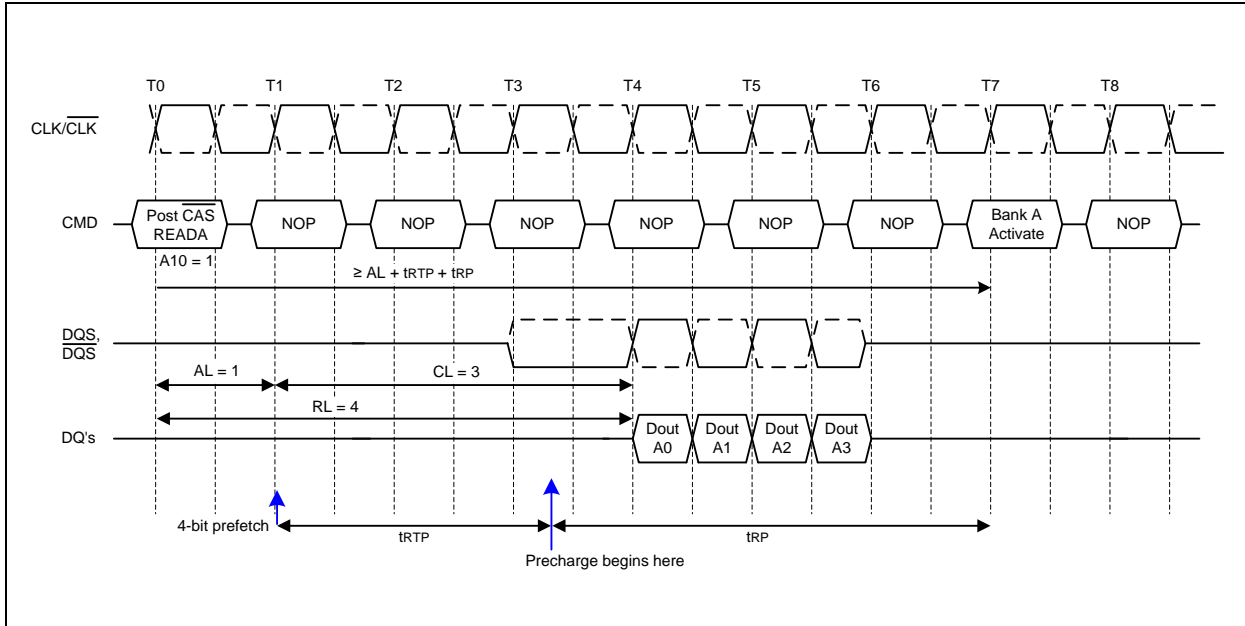 T0 T1 T2 T3 T4 T5 T6 T7 T8
CLK/CLK
CMD
Post CAS
READA
NOP NOP NOP NOP NOP NOP
Bank A
Activate
NOP
A10 = 1
≥ AL + tRTP + tRP
DQS,
DQS
AL = 1
CL = 3
RL = 4
DQ's
Dout
A0
Dout
A1
Dout
A2
Dout
A3
4-bit prefetch
tRTP
tRP
Precharge begins here